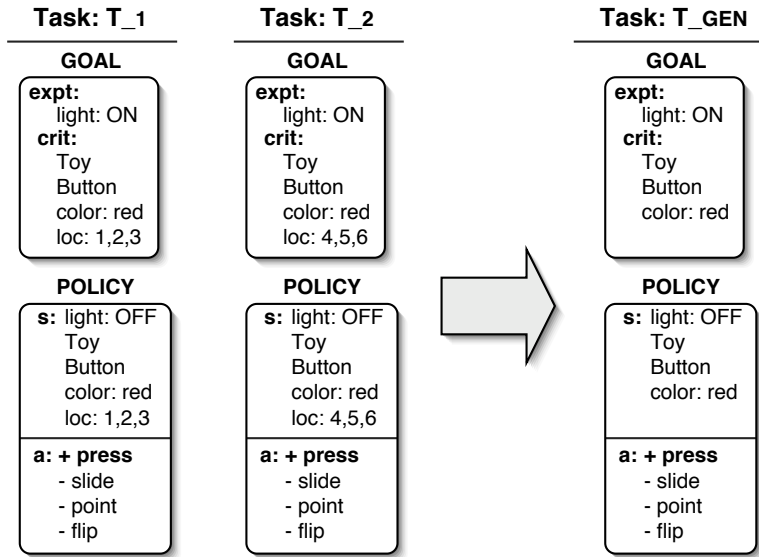 Task: T_1
GOAL
expt:
light: ON
crit:
Toy
Button
color: red
loc: 1,2,3
POLICY
s: light: OFF
Toy
Button
color: red
loc: 1,2,3
a: + press
- slide
- point
- flip
Task: T_2
GOAL
expt:
light: ON
crit:
Toy
Button
color: red
loc: 4,5,6
POLICY
s: light: OFF
Toy
Button
color: red
loc: 4,5,6
a: + press
- slide
- point
- flip
Task: T_GEN
GOAL
expt:
light: ON
crit:
Toy
Button
color: red
POLICY
s: light: OFF
Toy
Button
color: red
a: + press
- slide
- point
- flip